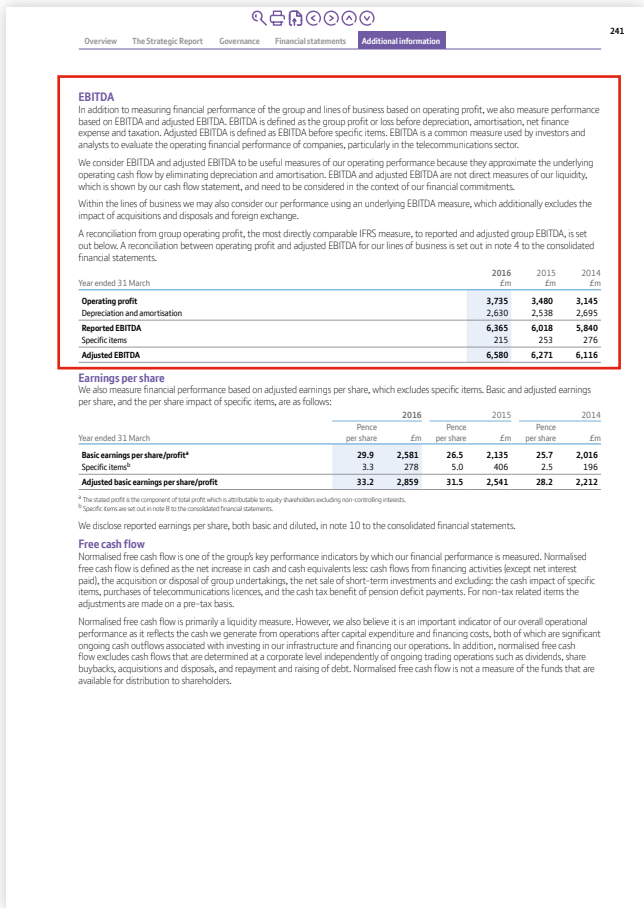 241
Overview The Strategic Report Governance Financial statements Additional information
EBITDA
In addition to measuring financial performance of the group and lines of business based on operating profit, we also measure performance
based on EBITDA and adjusted EBITDA. EBITDA is defined as the group profit or loss before depreciation, amortisation, net finance
expense and taxation. Adjusted EBITDA is defined as EBITDA before specific items. EBITDA is a common measure used by investors and
analysts to evaluate the operating financial performance of companies, particularly in the telecommunications sector.
We consider EBITDA and adjusted EBITDA to be useful measures of our operating performance because they approximate the underlying
operating cash flow by eliminating depreciation and amortisation. EBITDA and adjusted EBITDA are not direct measures of our liquidity,
which is shown by our cash flow statement, and need to be considered in the context of our financial commitments.
Within the lines of business we may also consider our performance using an underlying EBITDA measure, which additionally excludes the
impact of acquisitions and disposals and foreign exchange.
A reconciliation from group operating profit, the most directly comparable IFRS measure, to reported and adjusted group EBITDA, is set
out below. A reconciliation between operating profit and adjusted EBITDA for our lines of business is set out in note 4 to the consolidated
financial statements.
2016 2015 2014
Year ended 31 March £m £m £m
Operating profit 3,735 3,480 3,145
Depreciation and amortisation 2,630 2,538 2,695
Reported EBITDA 6,365 6,018 5,840
Specific items 215 253 276
Adjusted EBITDA 6,580 6,271 6,116
Earnings per share
We also measure financial performance based on adjusted earnings per share, which excludes specific items. Basic and adjusted earnings
per share, and the per share impact of specific items, are as follows:
2016 2015 2014
Pence Pence Pence
Year ended 31 March per share £m per share £m per share £m
Basic earnings per share/profitᵃ 29.9 2,581 26.5 2,135 25.7 2,016
Specific itemsᵇ 3.3 278 5.0 406 2.5 196
Adjusted basic earnings per share/profit 33.2 2,859 31.5 2,541 28.2 2,212
ᵃ The stated profit is the component of total profit which is attributable to equity shareholders excluding non-controlling interests.
ᵇ Specific items are set out in note 8 to the consolidated financial statements.
We disclose reported earnings per share, both basic and diluted, in note 10 to the consolidated financial statements.
Free cash flow
Normalised free cash flow is one of the group's key performance indicators by which our financial performance is measured. Normalised
free cash flow is defined as the net increase in cash and cash equivalents less: cash flows from financing activities (except net interest
paid), the acquisition or disposal of group undertakings, the net sale of short-term investments and excluding: the cash impact of specific
items, purchases of telecommunications licences, and the cash tax benefit of pension deficit payments. For non-tax related items the
adjustments are made on a pre-tax basis.
Normalised free cash flow is primarily a liquidity measure. However, we also believe it is an important indicator of our overall operational
performance as it reflects the cash we generate from operations after capital expenditure and financing costs, both of which are significant
ongoing cash outflows associated with investing in our infrastructure and financing our operations. In addition, normalised free cash
flow excludes cash flows that are determined at a corporate level independently of ongoing trading operations such as dividends, share
buybacks, acquisitions and disposals, and repayment and raising of debt. Normalised free cash flow is not a measure of the funds that are
available for distribution to shareholders.